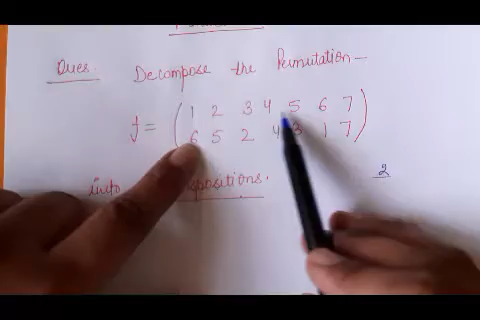 Ques. Decompose the Permutation —
f = ( 1 2 3 4 5 6 7 )
( 6 5 2 4 3 1 7 )
into
2